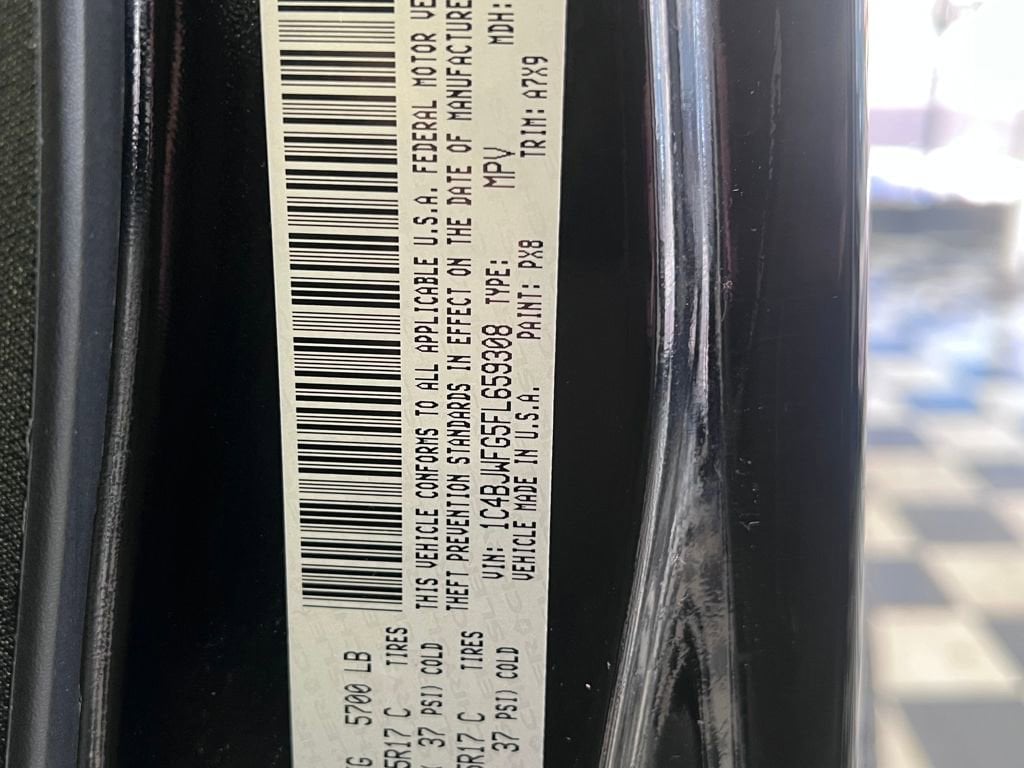 G 5700 LB
5R17 C TIRES
37 PSI) COLD
5R17 C TIRES
37 PSI) COLD
THIS VEHICLE CONFORMS TO ALL APPLICABLE U.S.A. FEDERAL MOTOR VE
THEFT PREVENTION STANDARDS IN EFFECT ON THE DATE OF MANUFACTURE
VIN: 1C4BJWFG5FL659308 TYPE: MPV MDH:
VEHICLE MADE IN U.S.A. PAINT: PX8 TRIM: A7X9